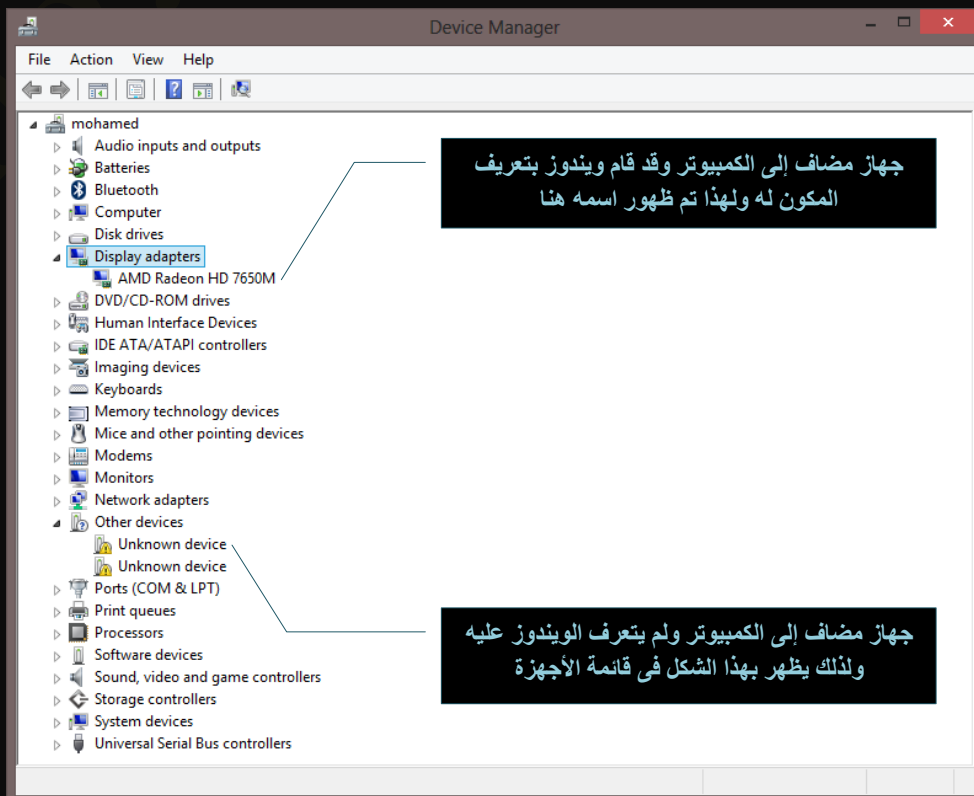 Device Manager
File Action View Help
mohamed
Audio inputs and outputs
Batteries
Bluetooth
Computer
Disk drives
Display adapters
AMD Radeon HD 7650M
DVD/CD-ROM drives
Human Interface Devices
IDE ATA/ATAPI controllers
Imaging devices
Keyboards
Memory technology devices
Mice and other pointing devices
Modems
Monitors
Network adapters
Other devices
Unknown device
Unknown device
Ports (COM & LPT)
Print queues
Processors
Software devices
Sound, video and game controllers
Storage controllers
System devices
Universal Serial Bus controllers
جهاز مضاف إلى الكمبيوتر وقد قام ويندوز بتعريف
المكون له ولهذا تم ظهور اسمه هنا
جهاز مضاف إلى الكمبيوتر ولم يتعرف الويندوز عليه
ولذلك يظهر بهذا الشكل فى قائمة الأجهزة